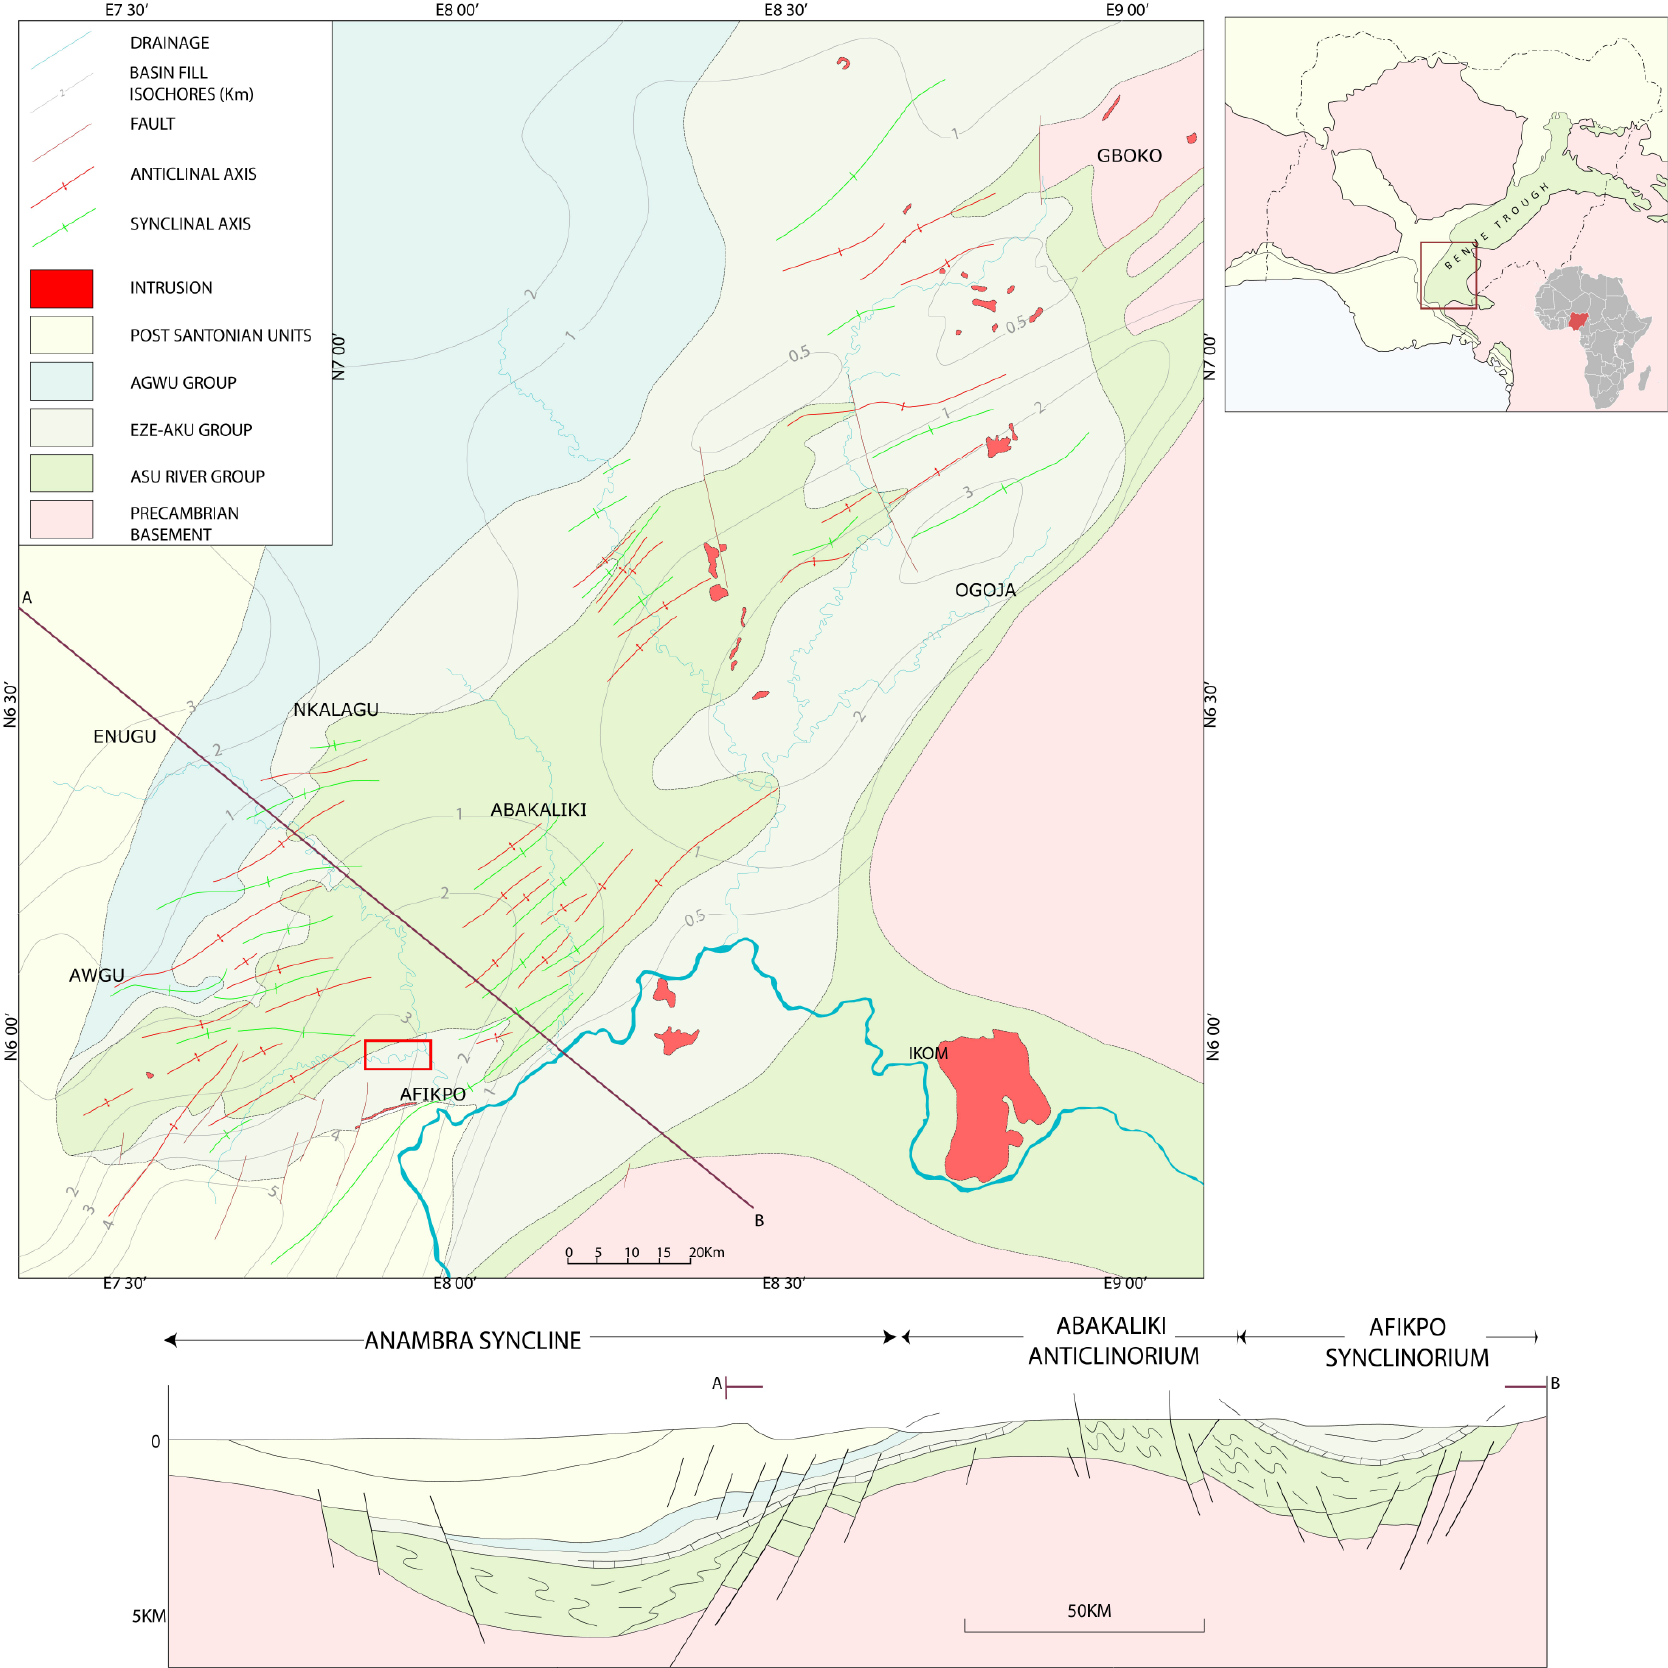 E7 30'
E8 00'
E8 30'
E9 00'
DRAINAGE
BASIN FILL
ISOCHORES (Km)
1
FAULT
ANTICLINAL AXIS
SYNCLINAL AXIS
INTRUSION
POST SANTONIAN UNITS
AGWU GROUP
EZE-AKU GROUP
ASU RIVER GROUP
PRECAMBRIAN
BASEMENT
N7 00'
N7 00'
BENUE TROUGH
GBOKO
1
2
1
0.5
0.5
1
2
3
A
OGOJA
N6 30'
N6 30'
NKALAGU
3
ENUGU
2
2
1
1
ABAKALIKI
1
2
0.5
AWGU
3
N6 00'
N6 00'
2
IKOM
1
AFIKPO
4
5
2
3
4
B
0 5 10 15 20Km
E7 30'
E8 00'
E8 30'
E9 00'
ANAMBRA SYNCLINE
ABAKALIKI
ANTICLINORIUM
AFIKPO
SYNCLINORIUM
A
B
0
5KM
50KM